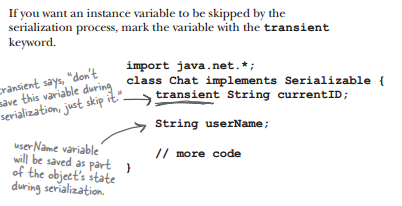 If you want an instance variable to be skipped by the
serialization process, mark the variable with the transient
keyword.
transient says, "don't
save this variable during
serialization, just skip it."
import java.net.*;
class Chat implements Serializable {
transient String currentID;
String userName;
// more code
}
userName variable
will be saved as part
of the object's state
during serialization.